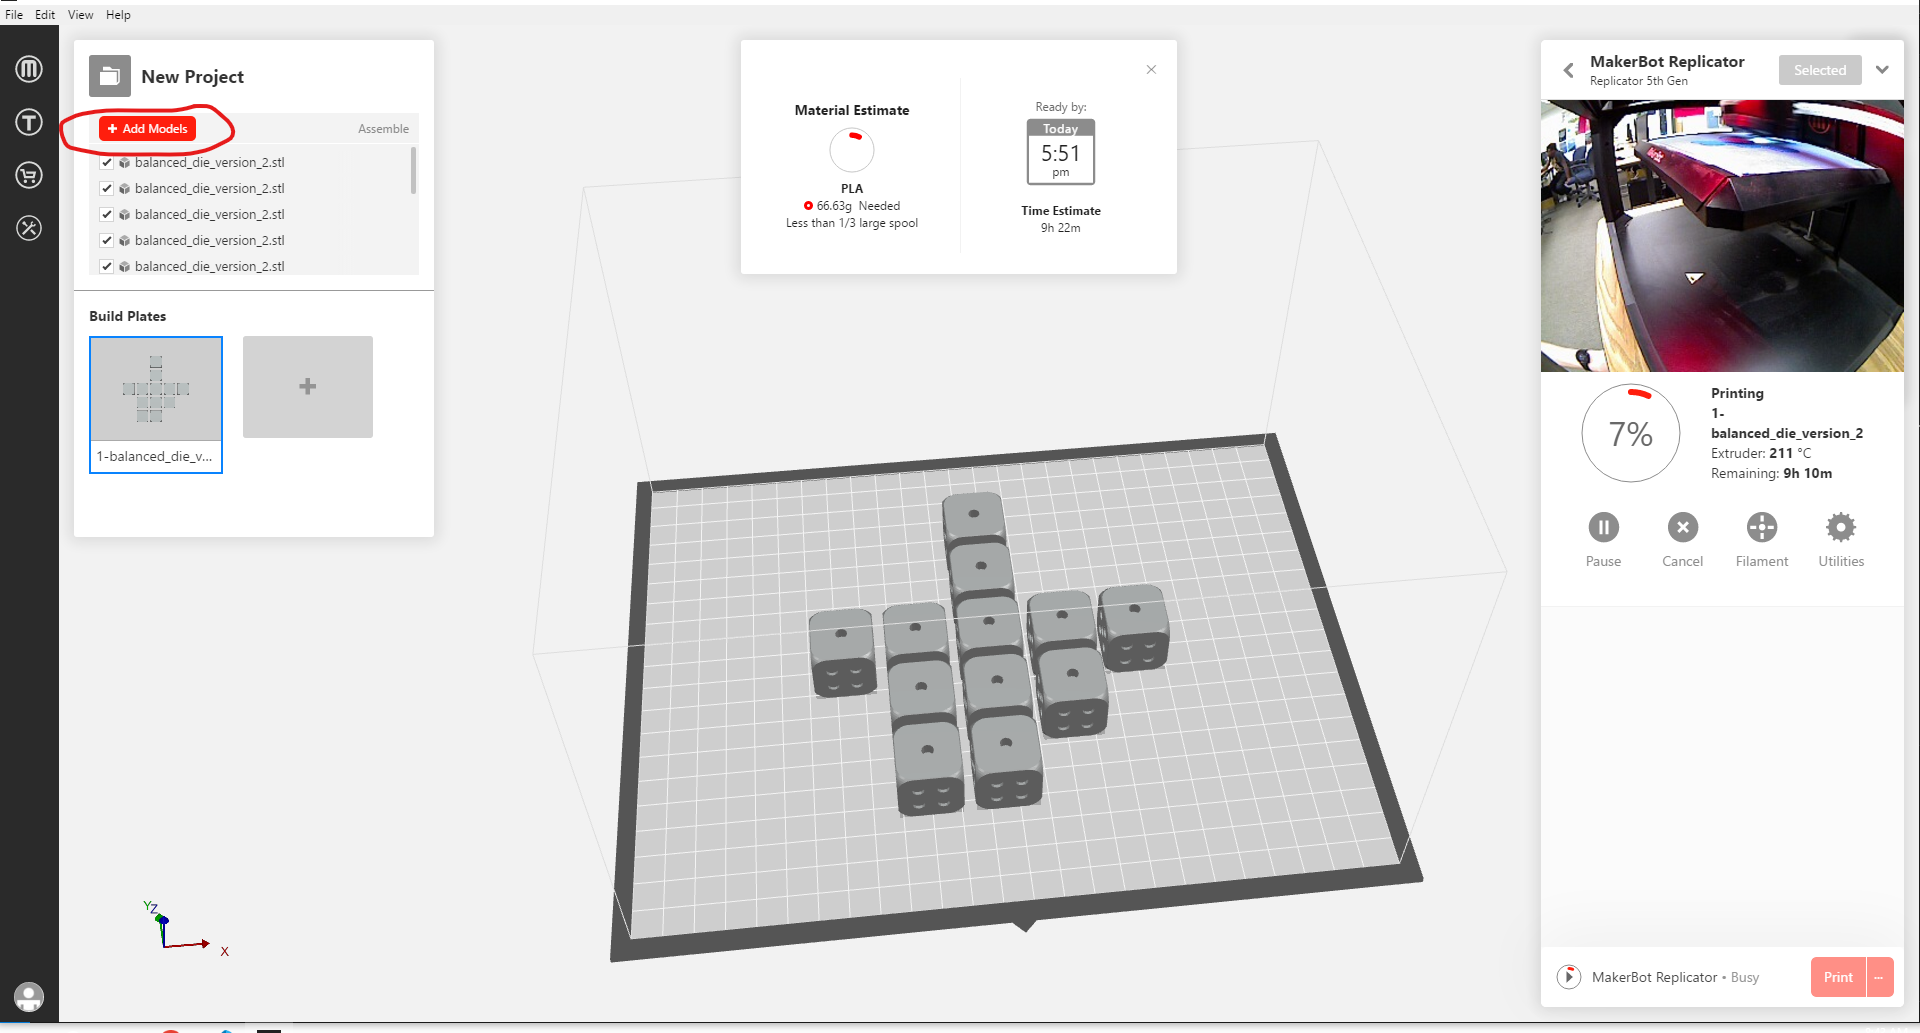 File Edit View Help
New Project
+ Add Models Assemble
balanced_die_version_2.stl
balanced_die_version_2.stl
balanced_die_version_2.stl
balanced_die_version_2.stl
balanced_die_version_2.stl
Build Plates
1-balanced_die_v...
Material Estimate
PLA
66.63g Needed
Less than 1/3 large spool
Ready by:
Today
5:51
pm
Time Estimate
9h 22m
Y
Z
X
MakerBot Replicator
Replicator 5th Gen
Selected
7%
Printing
1-
balanced_die_version_2
Extruder: 211 °C
Remaining: 9h 10m
Pause Cancel Filament Utilities
MakerBot Replicator • Busy
Print ...